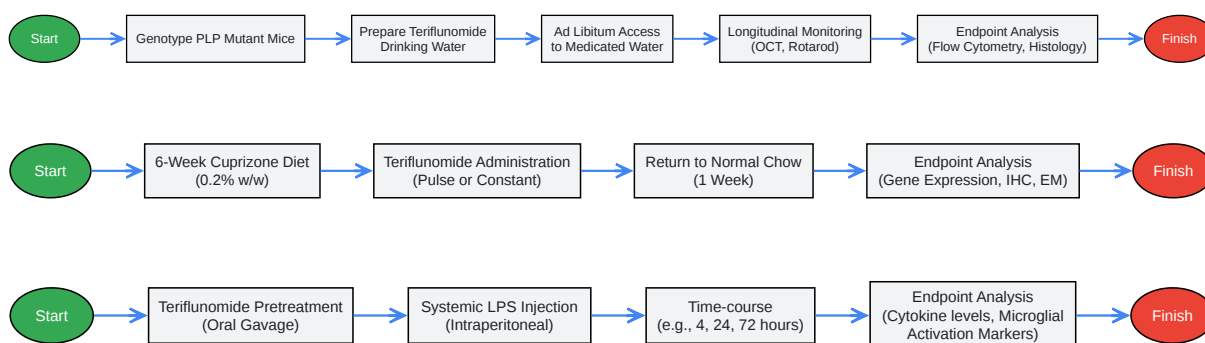 Start
Genotype PLP Mutant Mice
Prepare Teriflunomide
Drinking Water
Ad Libitum Access
to Medicated Water
Longitudinal Monitoring
(OCT, Rotarod)
Endpoint Analysis
(Flow Cytometry, Histology)
Finish
Start
6-Week Cuprizone Diet
(0.2% w/w)
Teriflunomide Administration
(Pulse or Constant)
Return to Normal Chow
(1 Week)
Endpoint Analysis
(Gene Expression, IHC, EM)
Finish
Start
Teriflunomide Pretreatment
(Oral Gavage)
Systemic LPS Injection
(Intraperitoneal)
Time-course
(e.g., 4, 24, 72 hours)
Endpoint Analysis
(Cytokine levels, Microglial
Activation Markers)
Finish